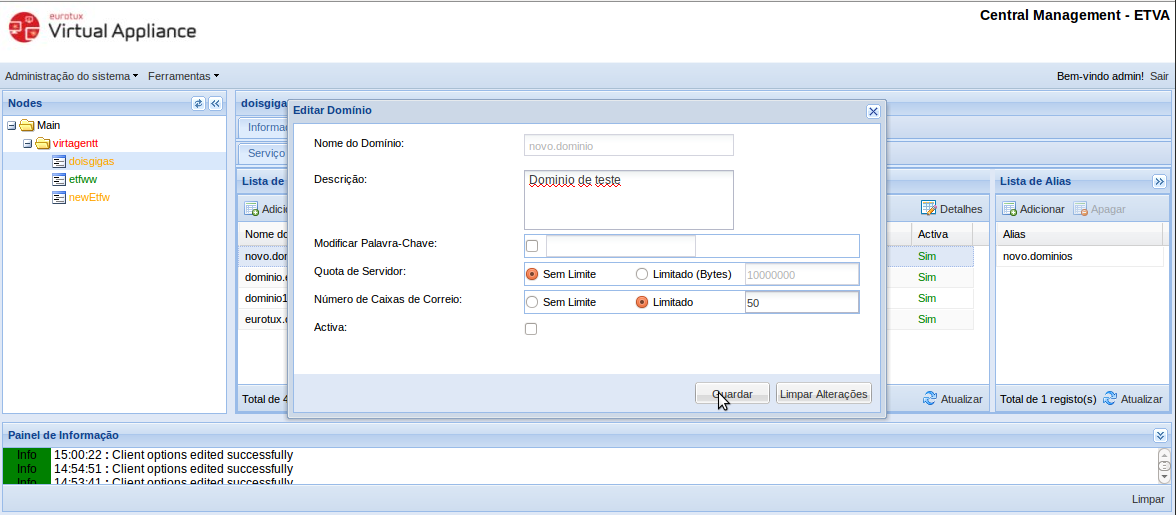 eurotux
Virtual Appliance
Central Management - ETVA
Administração do sistema
Ferramentas
Bem-vindo admin! Sair
Nodes
Main
virtagentt
doisgigas
etfww
newEtfw
doisgiga
Editar Domínio
Informaç
Serviço
Nome do Domínio:
novo.dominio
Descrição:
Dominio de teste
Modificar Palavra-Chave:
Quota de Servidor:
Sem Limite
Limitado (Bytes)
10000000
Número de Caixas de Correio:
Sem Limite
Limitado
50
Activa:
Guardar
Limpar Alterações
Lista de
Adici
Detalhes
Nome do
Activa
novo.dom
Sim
dominio.
Sim
dominio1
Sim
eurotux.
Sim
Total de 4
Atualizar
Lista de Alias
Adicionar
Apagar
Alias
novo.dominios
Total de 1 registo(s)
Atualizar
Painel de Informação
Info 15:00:22 : Client options edited successfully
Info 14:54:51 : Client options edited successfully
Info 14:53:41 : Client options edited successfully
Limpar